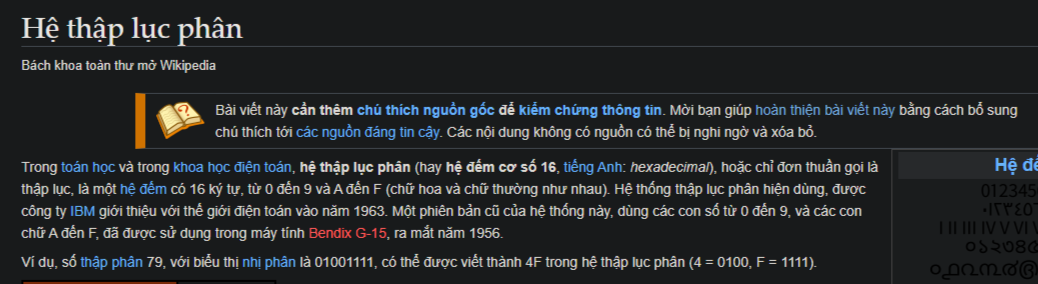 Hệ thập lục phân
Bách khoa toàn thư mở Wikipedia
Bài viết này cần thêm chú thích nguồn gốc để kiểm chứng thông tin. Mời bạn giúp hoàn thiện bài viết này bằng cách bổ sung
chú thích tới các nguồn đáng tin cậy. Các nội dung không có nguồn có thể bị nghi ngờ và xóa bỏ.
Trong toán học và trong khoa học điện toán, hệ thập lục phân (hay hệ đếm cơ số 16, tiếng Anh: hexadecimal), hoặc chỉ đơn thuần gọi là
thập lục, là một hệ đếm có 16 ký tự, từ 0 đến 9 và A đến F (chữ hoa và chữ thường như nhau). Hệ thống thập lục phân hiện dùng, được
công ty IBM giới thiệu với thế giới điện toán vào năm 1963. Một phiên bản cũ của hệ thống này, dùng các con số từ 0 đến 9, và các con
chữ A đến F, đã được sử dụng trong máy tính Bendix G-15, ra mắt năm 1956.
Ví dụ, số thập phân 79, với biểu thị nhị phân là 01001111, có thể được viết thành 4F trong hệ thập lục phân (4 = 0100, F = 1111).
Hệ đế
012345
I II III IV V VI V